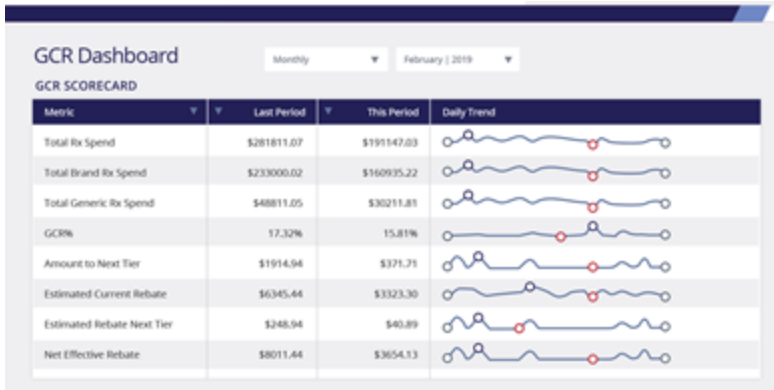 GCR Dashboard
Monthly
February | 2019
GCR SCORECARD
Metric Last Period This Period Daily Trend
Total Rx Spend $281811.07 $191147.03
Total Brand Rx Spend $233000.02 $160935.22
Total Generic Rx Spend $48811.05 $30211.81
GCR% 17.32% 15.81%
Amount to Next Tier $1914.94 $371.71
Estimated Current Rebate $6345.44 $3323.30
Estimated Rebate Next Tier $248.94 $40.89
Net Effective Rebate $8011.44 $3654.13